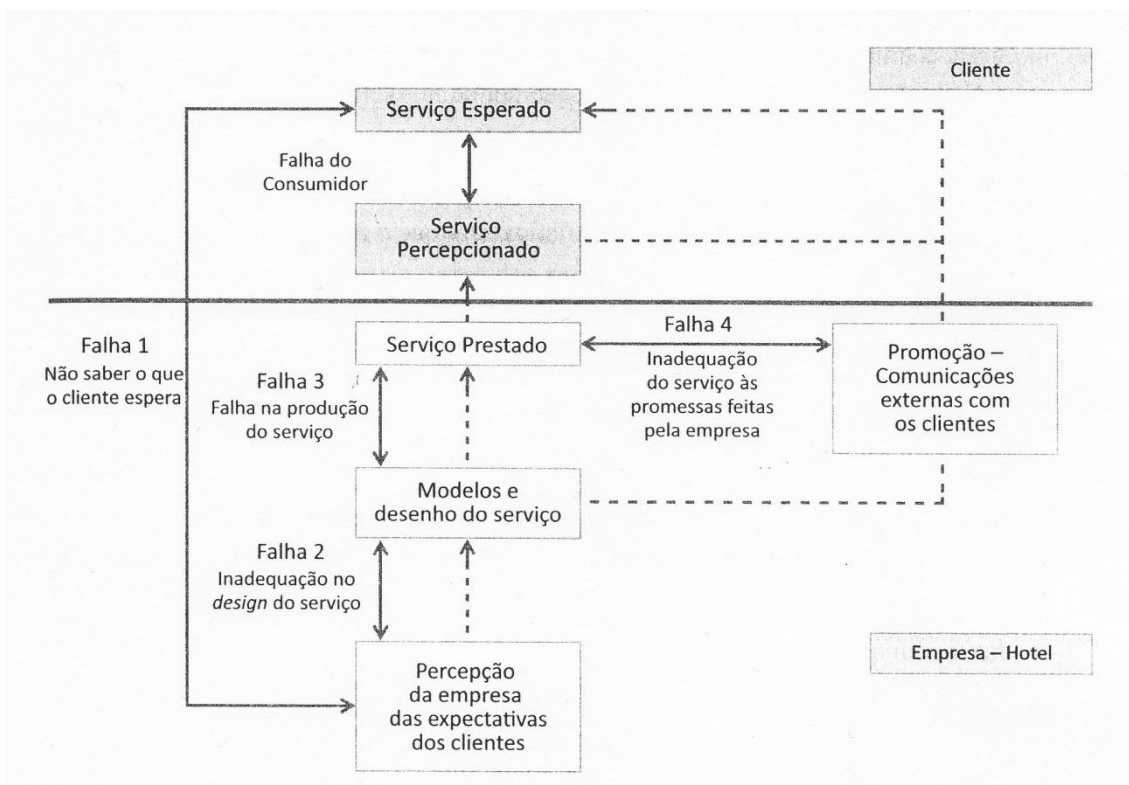 Cliente
Serviço Esperado
Falha do
Consumidor
Serviço
Percepcionado
Falha 1
Não saber o que
o cliente espera
Serviço Prestado
Falha 4
Inadequação
do serviço às
promessas feitas
pela empresa
Promoção –
Comunicações
externas com
os clientes
Falha 3
Falha na produção
do serviço
Modelos e
desenho do serviço
Falha 2
Inadequação no
design do serviço
Percepção
da empresa
das expectativas
dos clientes
Empresa – Hotel